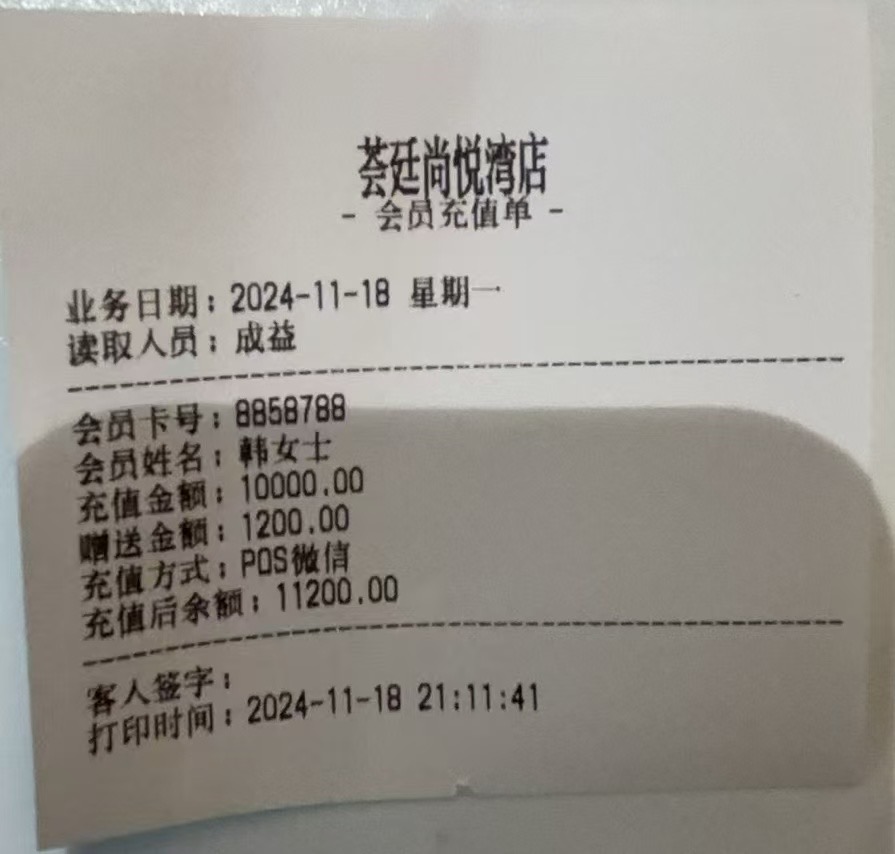 荟廷尚悦湾店
- 会员充值单 -
业务日期：2024-11-18 星期一
读取人员：成益
会员卡号：8858788
会员姓名：韩女士
充值金额：10000.00
赠送金额：1200.00
充值方式：POS微信
充值后余额：11200.00
客人签字：
打印时间：2024-11-18 21:11:41